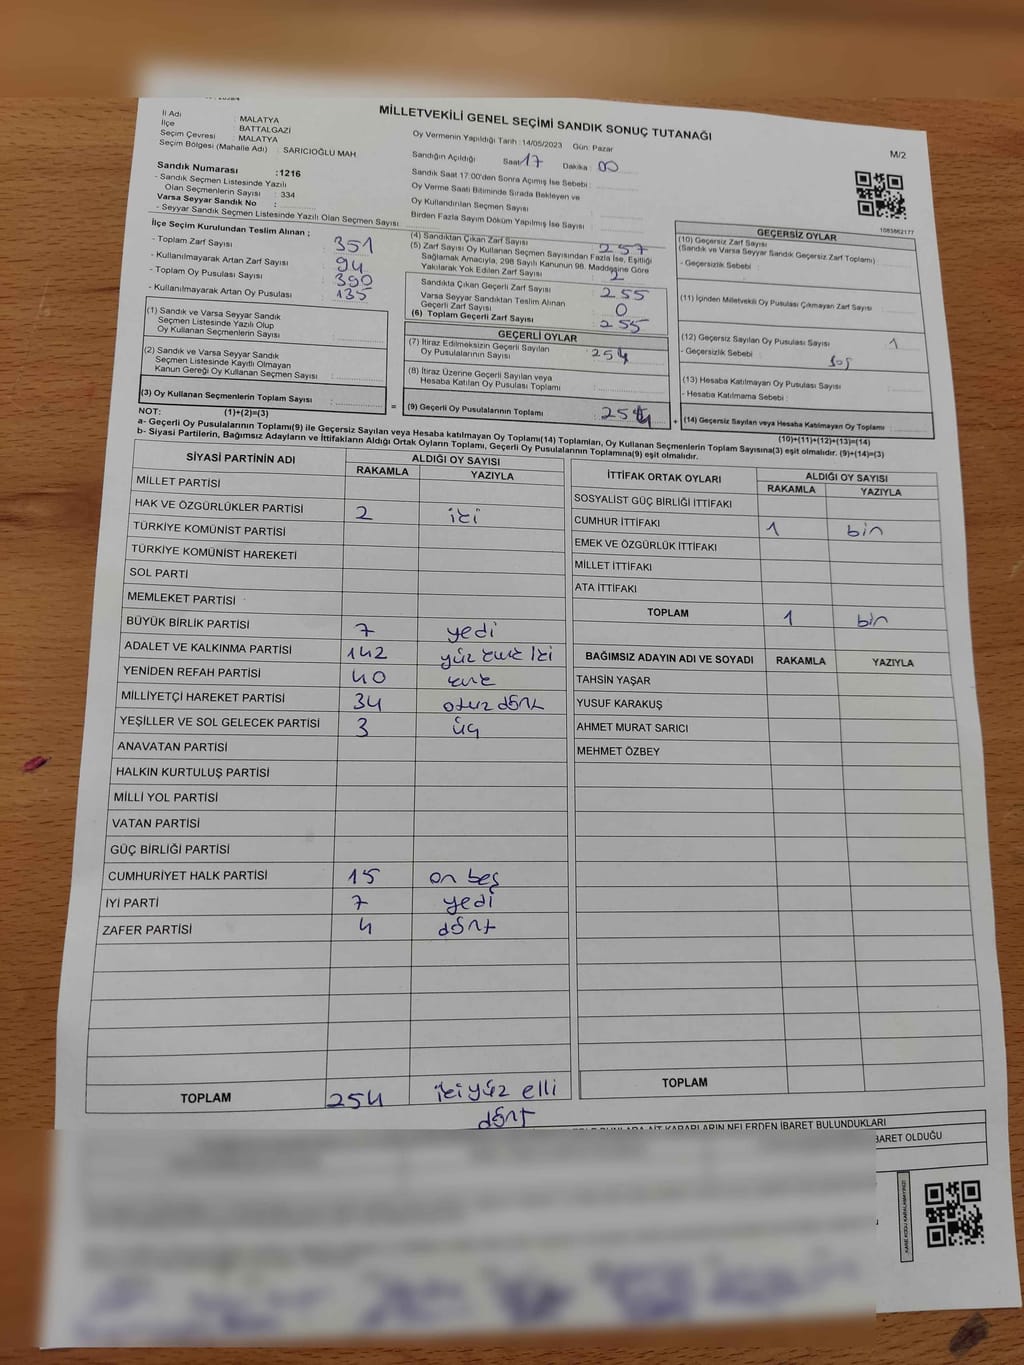 MİLLETVEKİLİ GENEL SEÇİMİ SANDIK SONUÇ TUTANAĞI
M/2
İl Adı : MALATYA
İlçe : BATTALGAZİ
Seçim Çevresi : MALATYA
Seçim Bölgesi (Mahalle Adı) : SARICIOĞLU MAH
Sandık Numarası :1216
- Sandık Seçmen Listesinde Yazılı
Olan Seçmenlerin Sayısı : 334
Varsa Seyyar Sandık No :
- Seyyar Sandık Seçmen Listesinde Yazılı Olan Seçmen Sayısı
Oy Vermenin Yapıldığı Tarih :14/05/2023 Gün: Pazar
Sandığın Açıldığı Saat 17 Dakika : 00
Sandık Saat 17:00'den Sonra Açımış İse Sebebi :
Oy Verme Saati Bitiminde Sırada Bekleyen ve
Oy Kullandırılan Seçmen Sayısı
Birden Fazla Sayım Döküm Yapılmış İse Sayısı
1083862177
İlçe Seçim Kurulundan Teslim Alınan ;
- Toplam Zarf Sayısı : 351
- Kullanılmayarak Artan Zarf Sayısı : 94
- Toplam Oy Pusulası Sayısı : 390
- Kullanılmayarak Artan Oy Pusulası : 135
(1) Sandık ve Varsa Seyyar Sandık
Seçmen Listesinde Yazılı Olup
Oy Kullanan Seçmenlerin Sayısı :
(2) Sandık ve Varsa Seyyar Sandık
Seçmen Listesinde Kayıtlı Olmayan
Kanun Gereği Oy Kullanan Seçmen Sayısı :
(3) Oy Kullanan Seçmenlerin Toplam Sayısı :
(4) Sandıktan Çıkan Zarf Sayısı : 257
(5) Zarf Sayısı Oy Kullanan Seçmen Sayısından Fazla İse, Eşitliği
Sağlamak Amacıyla, 298 Sayılı Kanunun 98. Maddesine Göre
Yakılarak Yok Edilen Zarf Sayısı : 2
Sandıkta Çıkan Geçerli Zarf Sayısı : 255
Varsa Seyyar Sandıktan Teslim Alınan
Geçerli Zarf Sayısı : 0
(6) Toplam Geçerli Zarf Sayısı : 255
GEÇERLİ OYLAR
(7) İtiraz Edilmeksizin Geçerli Sayılan
Oy Pusulalarının Sayısı : 254
(8) İtiraz Üzerine Geçerli Sayılan veya
Hesaba Katılan Oy Pusulası Toplamı :
= (9) Geçerli Oy Pusulalarının Toplamı : 254 +
GEÇERSİZ OYLAR
(10) Geçersiz Zarf Sayısı
(Sandık ve Varsa Seyyar Sandık Geçersiz Zarf Toplamı) :
- Geçersizlik Sebebi :
(11) İçinden Milletvekili Oy Pusulası Çıkmayan Zarf Sayısı :
(12) Geçersiz Sayılan Oy Pusulası Sayısı : 1
- Geçersizlik Sebebi : Boş
(13) Hesaba Katılmayan Oy Pusulası Sayısı :
- Hesaba Katılmama Sebebi :
(14) Geçersiz Sayılan veya Hesaba Katılmayan Oy Toplamı :
NOT: (1)+(2)=(3)
(10)+(11)+(12)+(13)=(14)
a- Geçerli Oy Pusulalarının Toplamı(9) ile Geçersiz Sayılan veya Hesaba katılmayan Oy Toplamı(14) Toplamları, Oy Kullanan Seçmenlerin Toplam Sayısına(3) eşit olmalıdır. (9)+(14)=(3)
b- Siyasi Partilerin, Bağımsız Adayların ve İttifakların Aldığı Ortak Oyların Toplamı, Geçerli Oy Pusulalarının Toplamına(9) eşit olmalıdır.
SİYASİ PARTİNİN ADI ALDIĞI OY SAYISI
RAKAMLA YAZIYLA
MİLLET PARTİSİ
HAK VE ÖZGÜRLÜKLER PARTİSİ 2 iki
TÜRKİYE KOMÜNİST PARTİSİ
TÜRKİYE KOMÜNİST HAREKETİ
SOL PARTİ
MEMLEKET PARTİSİ
BÜYÜK BİRLİK PARTİSİ 7 yedi
ADALET VE KALKINMA PARTİSİ 142 yüz kırk iki
YENİDEN REFAH PARTİSİ 40 kırk
MİLLİYETÇİ HAREKET PARTİSİ 34 otuz dört
YEŞİLLER VE SOL GELECEK PARTİSİ 3 üç
ANAVATAN PARTİSİ
HALKIN KURTULUŞ PARTİSİ
MİLLİ YOL PARTİSİ
VATAN PARTİSİ
GÜÇ BİRLİĞİ PARTİSİ
CUMHURİYET HALK PARTİSİ 15 on beş
İYİ PARTİ 7 yedi
ZAFER PARTİSİ 4 dört
TOPLAM 254 iki yüz elli
dört
İTTİFAK ORTAK OYLARI ALDIĞI OY SAYISI
RAKAMLA YAZIYLA
SOSYALİST GÜÇ BİRLİĞİ İTTİFAKI
CUMHUR İTTİFAKI 1 bir
EMEK VE ÖZGÜRLÜK İTTİFAKI
MİLLET İTTİFAKI
ATA İTTİFAKI
TOPLAM 1 bir
BAĞIMSIZ ADAYIN ADI VE SOYADI RAKAMLA YAZIYLA
TAHSİN YAŞAR
YUSUF KARAKUŞ
AHMET MURAT SARICI
MEHMET ÖZBEY
TOPLAM
KARARLARIN NELERDEN İBARET BULUNDUKLARI
İBARET OLDUĞU